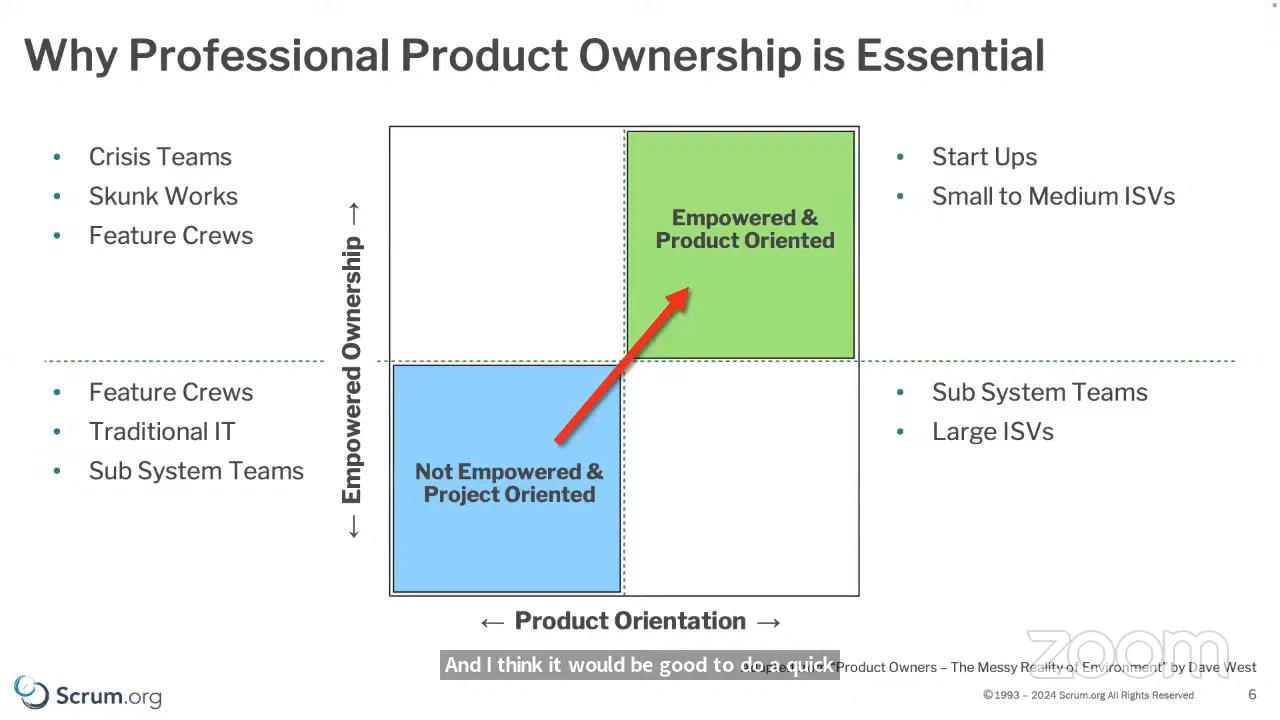 Why Professional Product Ownership is Essential
• Crisis Teams
• Skunk Works
• Feature Crews
• Start Ups
• Small to Medium ISVs
← Empowered Ownership →
Empowered &
Product Oriented
• Feature Crews
• Traditional IT
• Sub System Teams
• Sub System Teams
• Large ISVs
Not Empowered &
Project Oriented
← Product Orientation →
And I think it would be good to do a quick
"Product Owners – The Messy Reality of Environment" by Dave West
zoom
Scrum.org
©1993 – 2024 Scrum.org All Rights Reserved
6